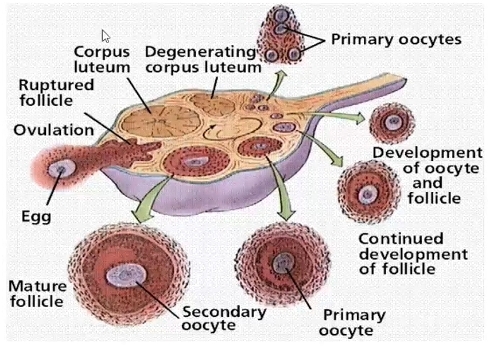 Primary oocytes
Corpus
luteum
Degenerating
corpus luteum
Ruptured
follicle
Ovulation
Egg
Development
of oocyte
and
follicle
Continued
development
of follicle
Mature
follicle
Secondary
oocyte
Primary
oocyte